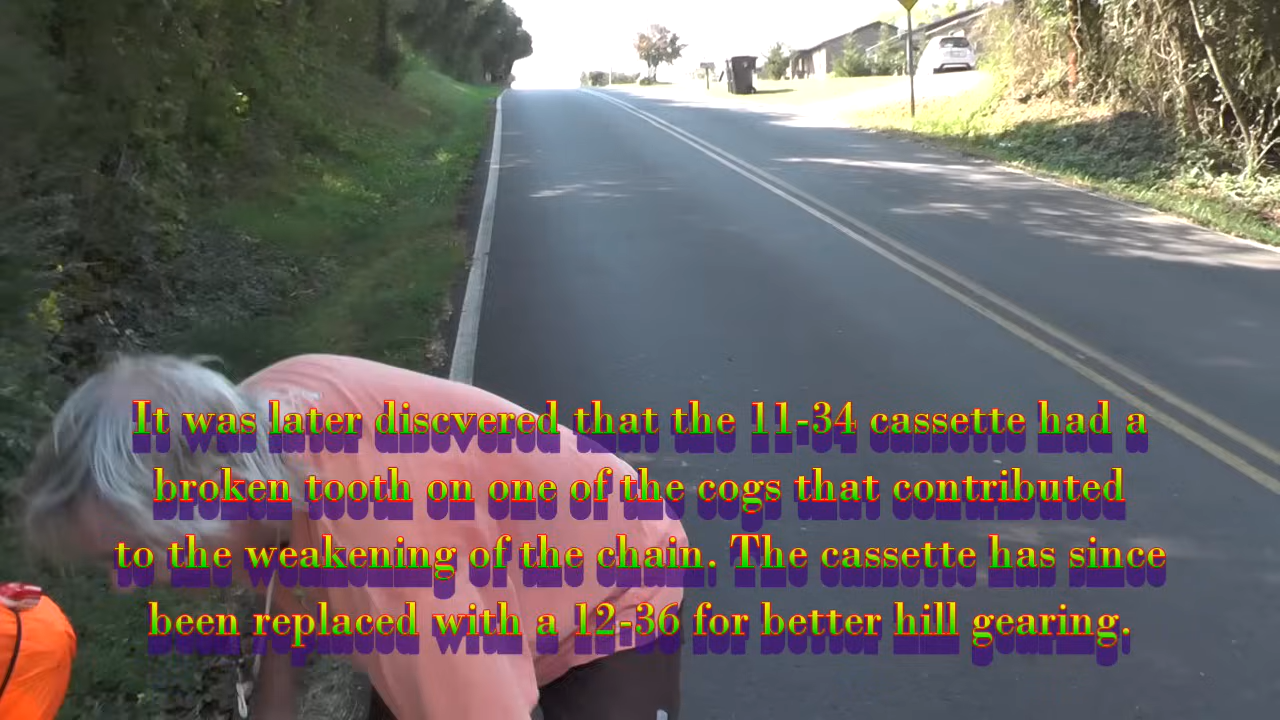 It was later discvered that the 11-34 cassette had a
broken tooth on one of the cogs that contributed
to the weakening of the chain. The cassette has since
been replaced with a 12-36 for better hill gearing.